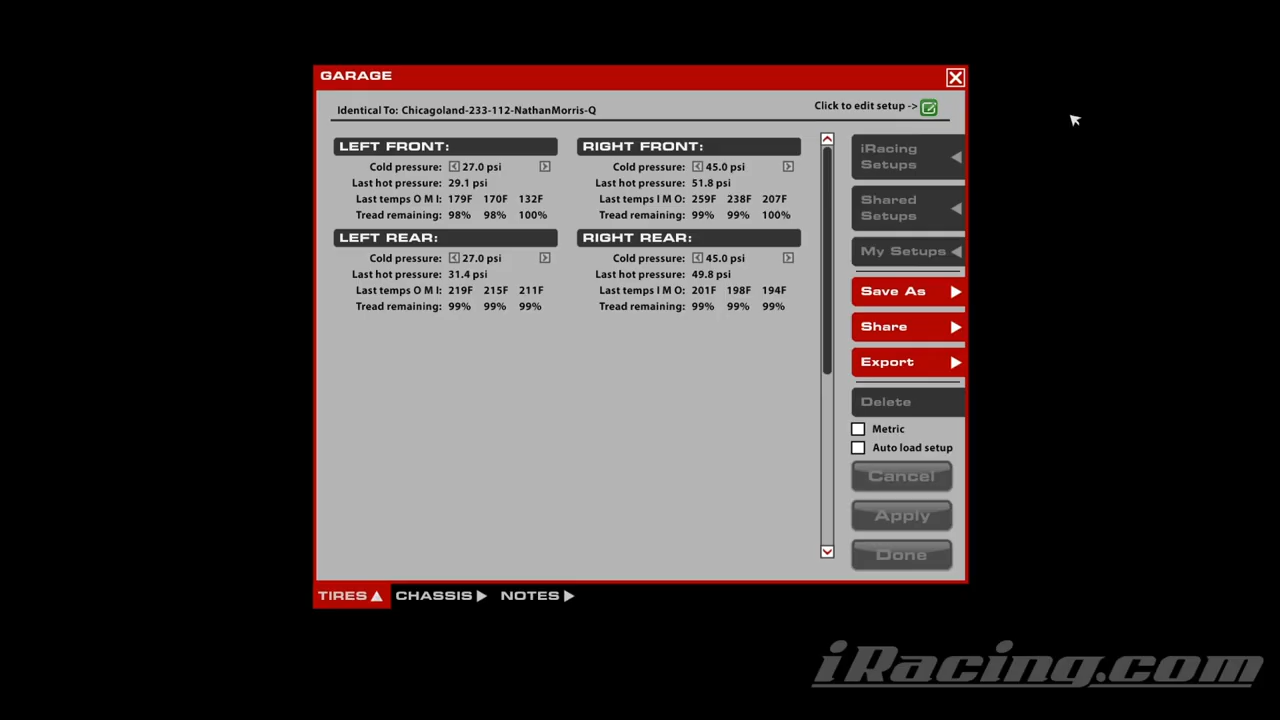 GARAGE
Identical To: Chicagoland-233-112-NathanMorris-Q
Click to edit setup ->
LEFT FRONT:
Cold pressure: 27.0 psi
Last hot pressure: 29.1 psi
Last temps O M I: 179F 170F 132F
Tread remaining: 98% 98% 100%
RIGHT FRONT:
Cold pressure: 45.0 psi
Last hot pressure: 51.8 psi
Last temps I M O: 259F 238F 207F
Tread remaining: 99% 99% 100%
LEFT REAR:
Cold pressure: 27.0 psi
Last hot pressure: 31.4 psi
Last temps O M I: 219F 215F 211F
Tread remaining: 99% 99% 99%
RIGHT REAR:
Cold pressure: 45.0 psi
Last hot pressure: 49.8 psi
Last temps I M O: 201F 198F 194F
Tread remaining: 99% 99% 99%
iRacing
Setups
Shared
Setups
My Setups
Save As
Share
Export
Delete
Metric
Auto load setup
Cancel
Apply
Done
TIRES CHASSIS NOTES
iRacing.com